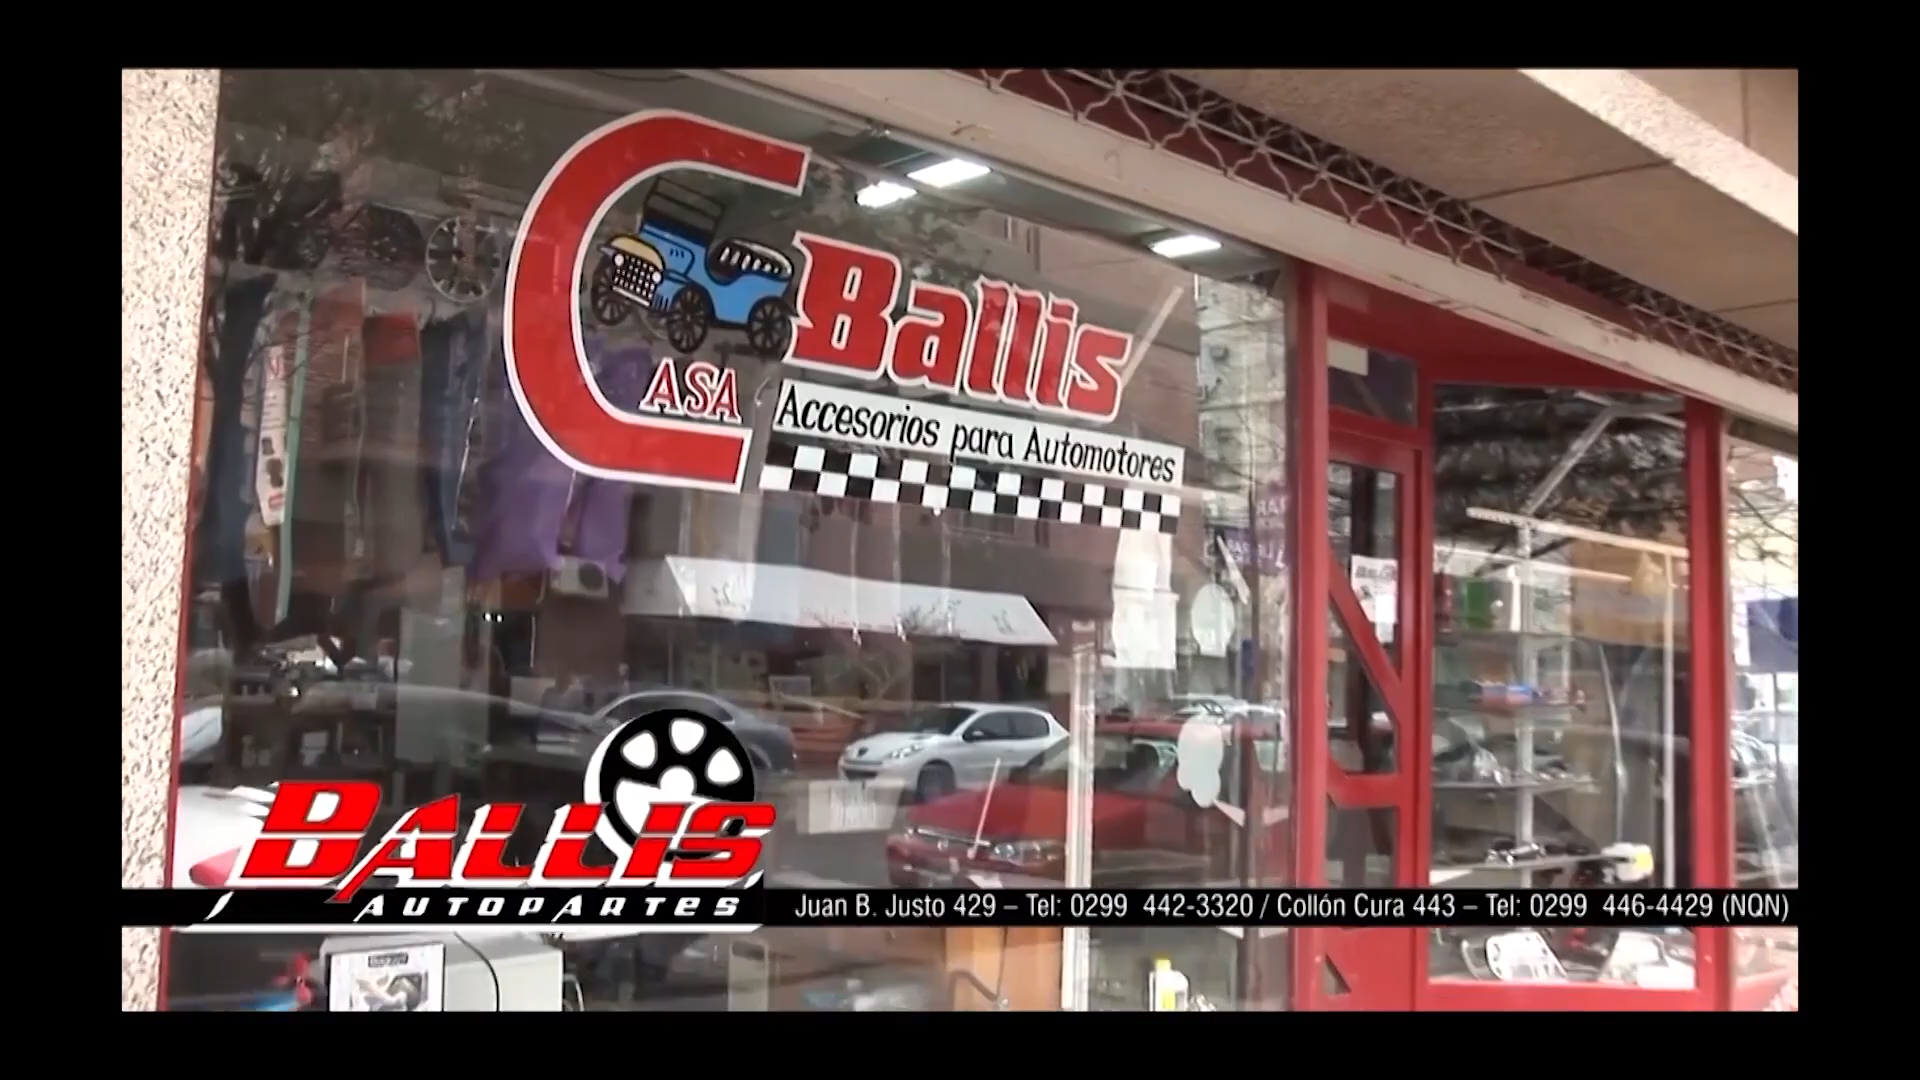 CASA
Ballis
Accesorios para Automotores
BALLIS
AUTOPARTES
Juan B. Justo 429 – Tel: 0299 442-3320 / Collón Cura 443 – Tel: 0299 446-4429 (NQN)